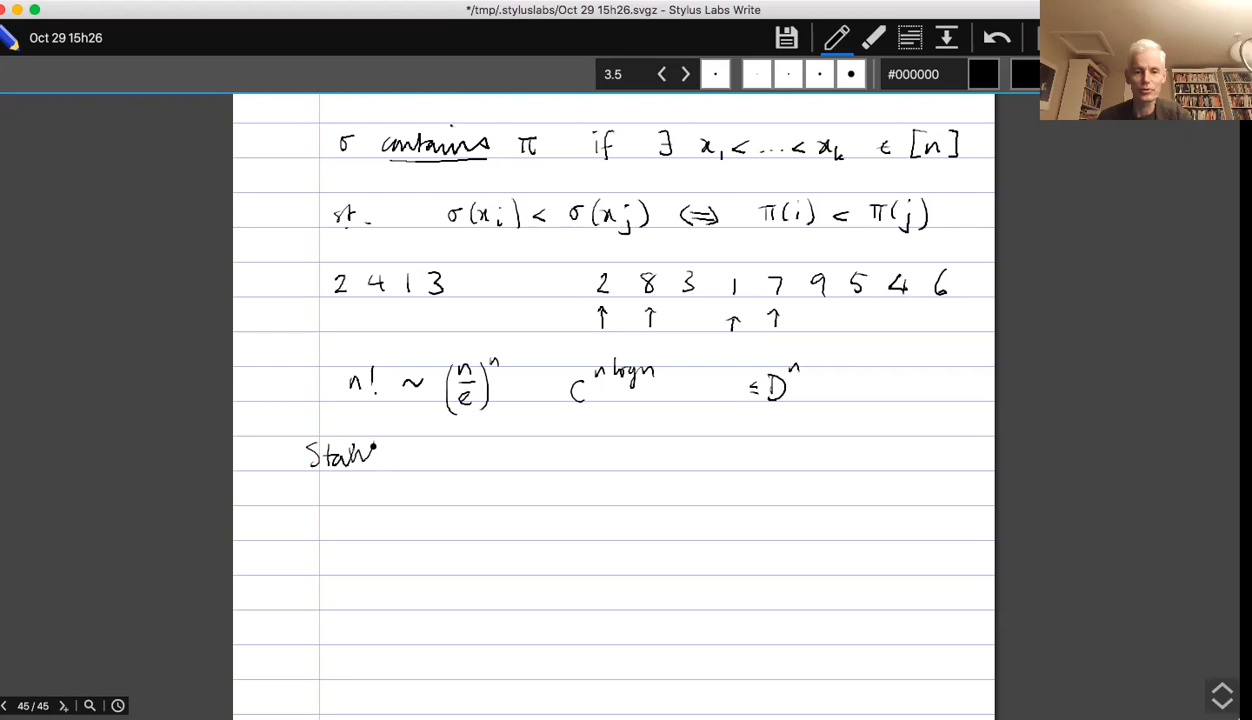 */tmp/.styluslabs/Oct 29 15h26.svgz - Stylus Labs Write
Oct 29 15h26
3.5
#000000
σ contains π if ∃ x₁ < ... < xₖ ∈ [n]
st. σ(xᵢ) < σ(xⱼ) ⟺ π(i) < π(j)
2 4 1 3 2 8 3 1 7 9 5 4 6
↑ ↑ ↑ ↑
n! ~ (n/e)ⁿ C^(n log n) ≤ Dⁿ
Stan
45/45